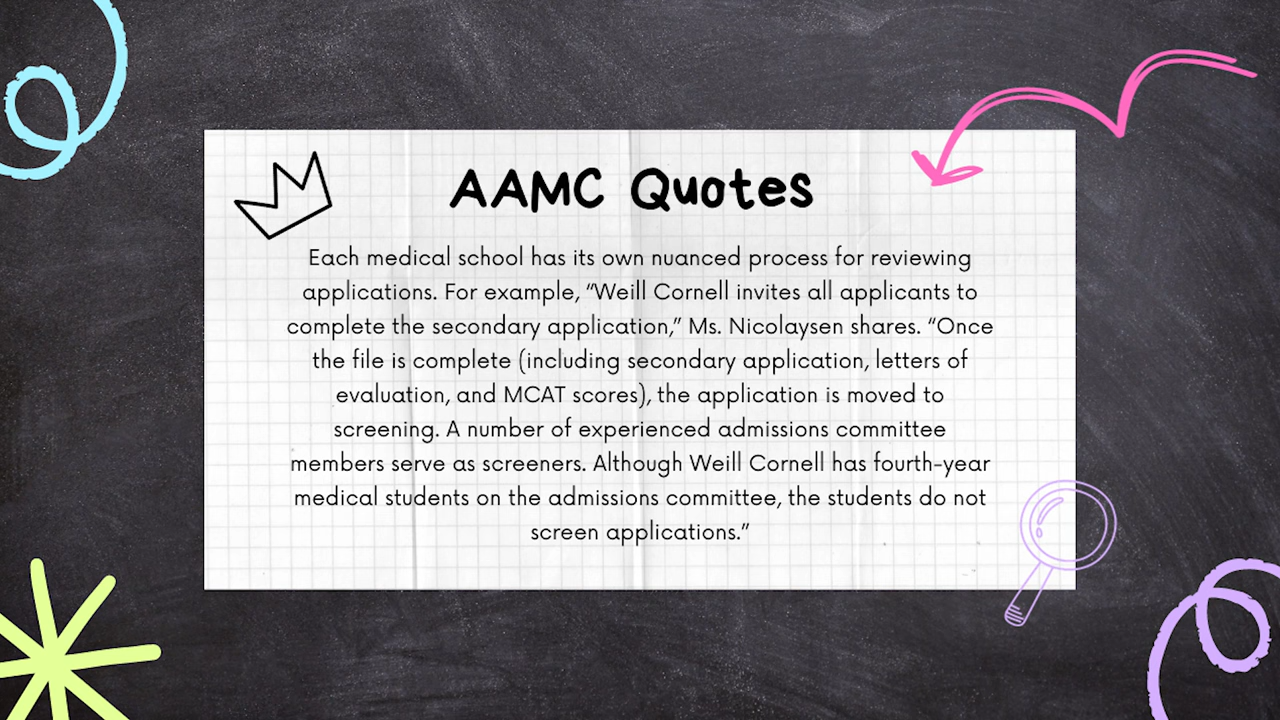 AAMC Quotes
Each medical school has its own nuanced process for reviewing
applications. For example, “Weill Cornell invites all applicants to
complete the secondary application,” Ms. Nicolaysen shares. “Once
the file is complete (including secondary application, letters of
evaluation, and MCAT scores), the application is moved to
screening. A number of experienced admissions committee
members serve as screeners. Although Weill Cornell has fourth-year
medical students on the admissions committee, the students do not
screen applications.”